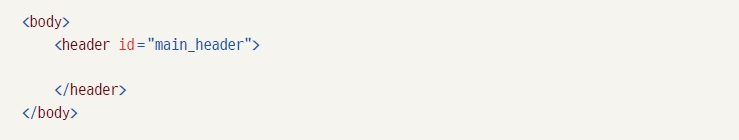 <body>
<header id="main_header">
</header>
</body>